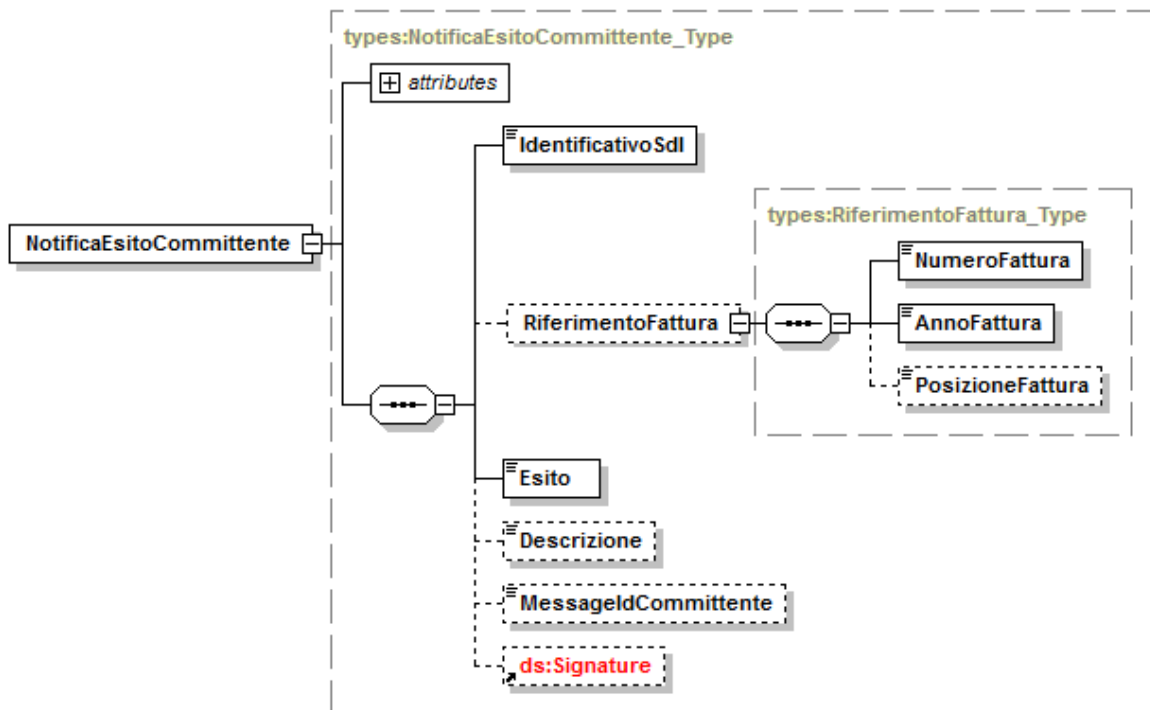 types:NotificaEsitoCommittente_Type
attributes
IdentificativoSdI
types:RiferimentoFattura_Type
NotificaEsitoCommittente
NumeroFattura
RiferimentoFattura
AnnoFattura
PosizioneFattura
Esito
Descrizione
MessageIdCommittente
ds:Signature